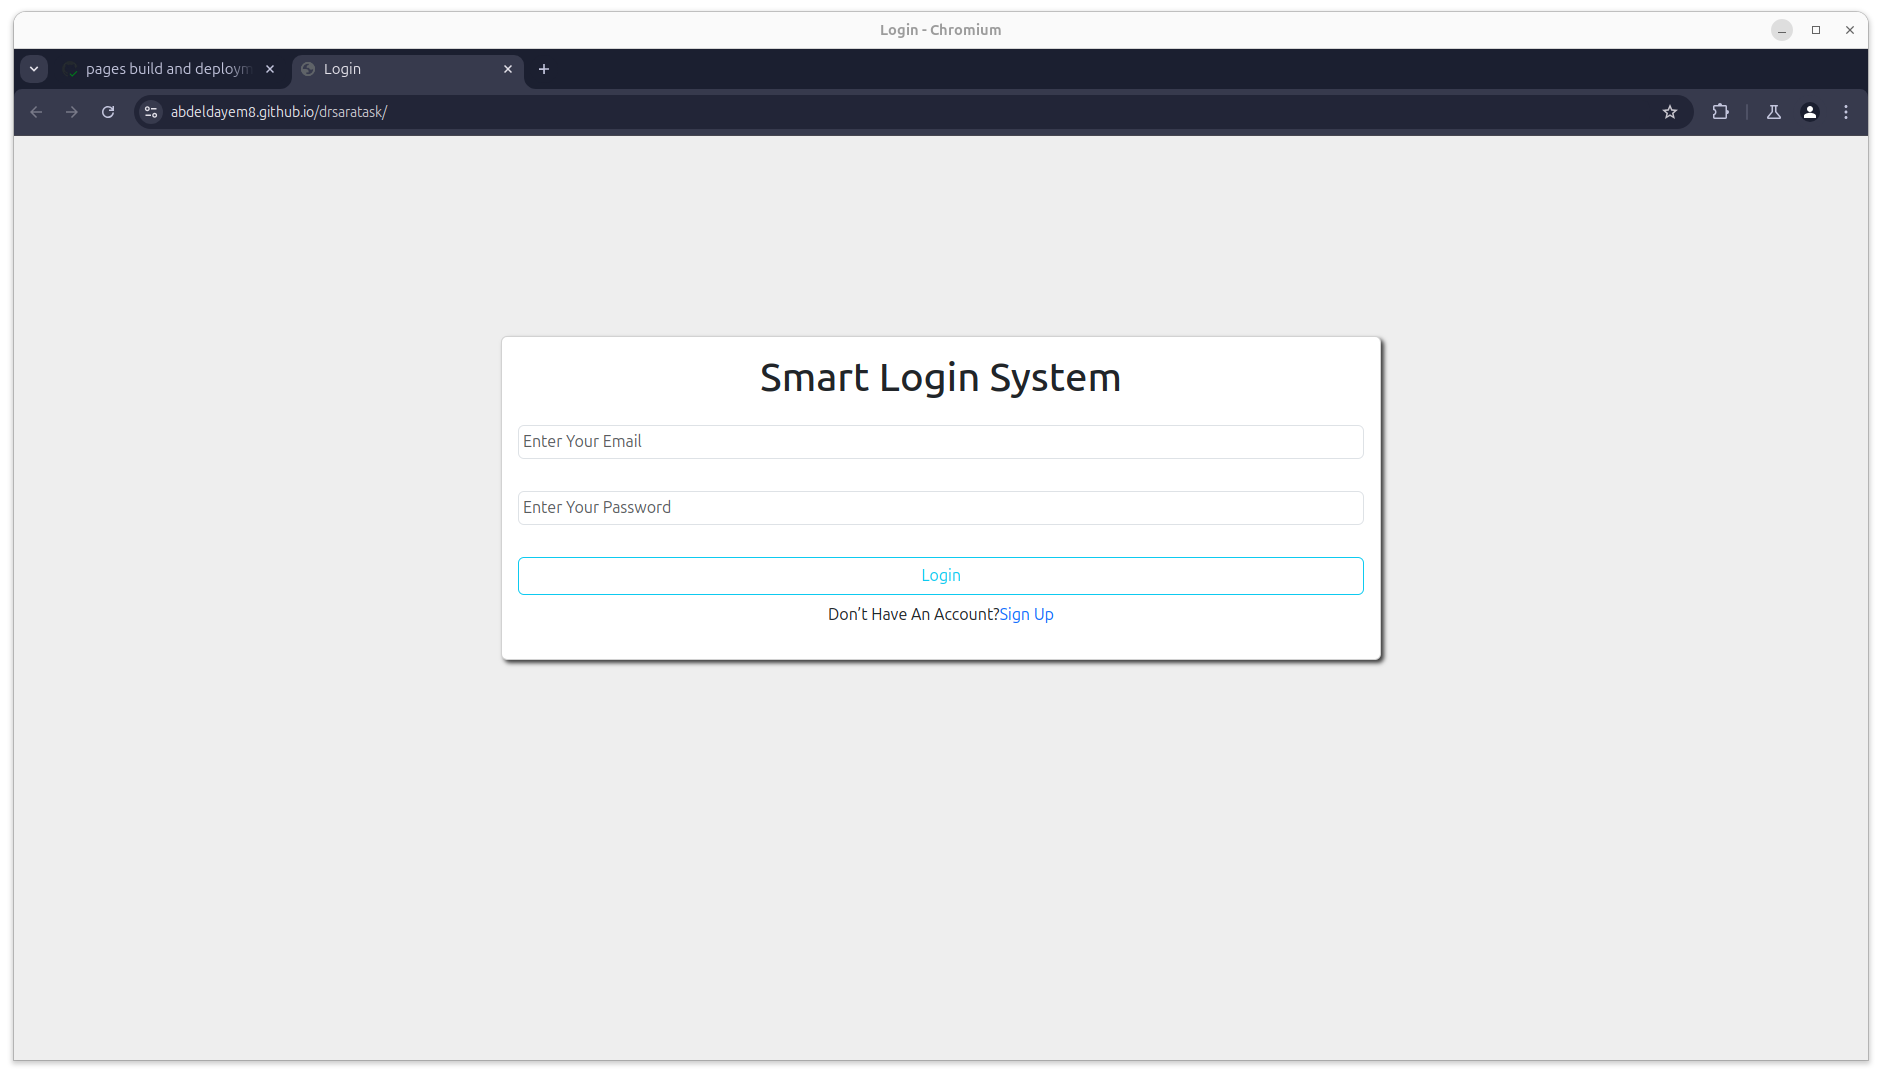 Login - Chromium
pages build and deploym
Login
abdeldayem8.github.io/drsaratask/
Smart Login System
Enter Your Email
Enter Your Password
Login
Don't Have An Account?Sign Up